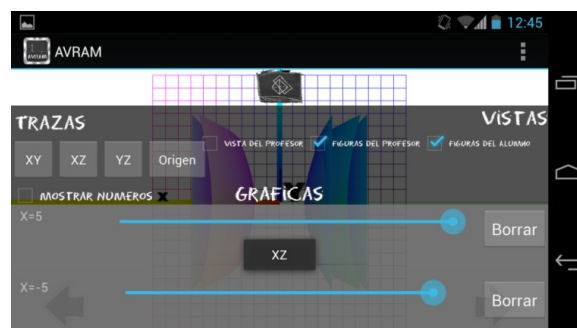 12:45
AVRAM
TRAZAS
VISTAS
VISTA DEL PROFESOR
FIGURAS DEL PROFESOR
FIGURAS DEL ALUMNO
XY
XZ
YZ
Origen
MOSTRAR NUMEROS
X
GRAFICAS
X=5
Borrar
XZ
X=-5
Borrar